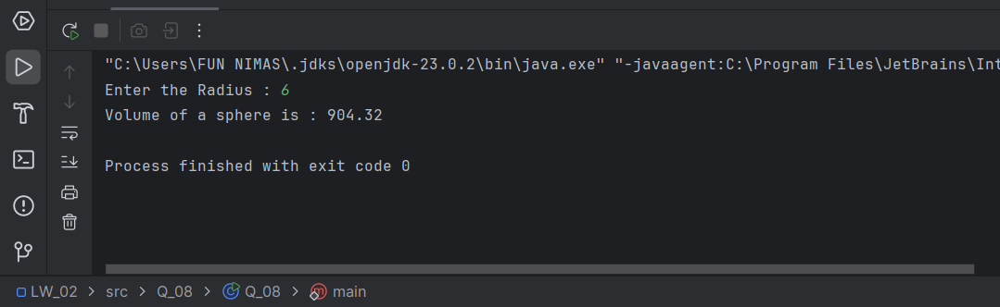 "C:\Users\FUN NIMAS\.jdks\openjdk-23.0.2\bin\java.exe" "-javaagent:C:\Program Files\JetBrains\Int
Enter the Radius : 6
Volume of a sphere is : 904.32
Process finished with exit code 0
LW_02 > src > Q_08 > Q_08 > main